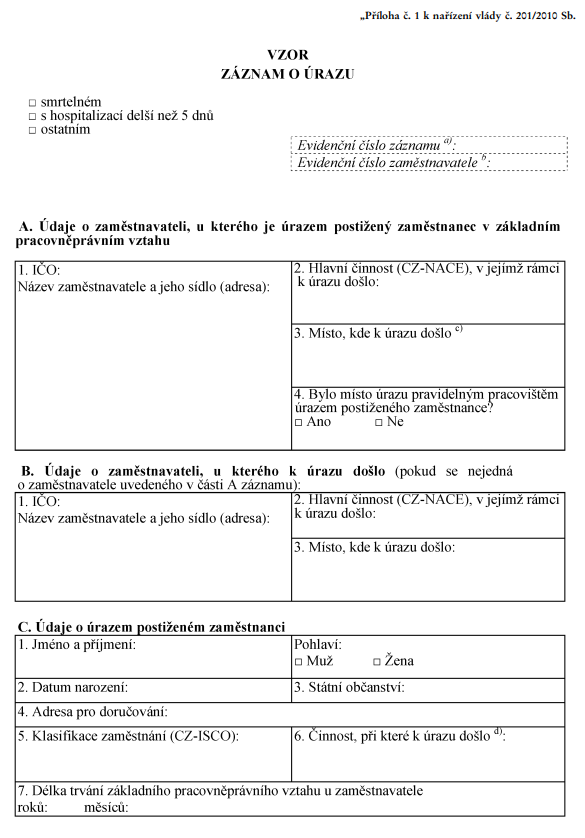 „Příloha č. 1 k nařízení vlády č. 201/2010 Sb.
VZOR
ZÁZNAM O ÚRAZU
□ smrtelném
□ s hospitalizací delší než 5 dnů
□ ostatním
Evidenční číslo záznamu a):
Evidenční číslo zaměstnavatele b:
A. Údaje o zaměstnavateli, u kterého je úrazem postižený zaměstnanec v základním
pracovněprávním vztahu
1. IČO:
Název zaměstnavatele a jeho sídlo (adresa):
2. Hlavní činnost (CZ-NACE), v jejímž rámci
k úrazu došlo:
3. Místo, kde k úrazu došlo c)
4. Bylo místo úrazu pravidelným pracovištěm
úrazem postiženého zaměstnance?
□ Ano □ Ne
B. Údaje o zaměstnavateli, u kterého k úrazu došlo (pokud se nejedná
o zaměstnavatele uvedeného v části A záznamu):
1. IČO:
Název zaměstnavatele a jeho sídlo (adresa):
2. Hlavní činnost (CZ-NACE), v jejímž rámci
k úrazu došlo:
3. Místo, kde k úrazu došlo:
C. Údaje o úrazem postiženém zaměstnanci
1. Jméno a příjmení:
Pohlaví:
□ Muž □ Žena
2. Datum narození:
3. Státní občanství:
4. Adresa pro doručování:
5. Klasifikace zaměstnání (CZ-ISCO):
6. Činnost, při které k úrazu došlo d):
7. Délka trvání základního pracovněprávního vztahu u zaměstnavatele
roků: měsíců: